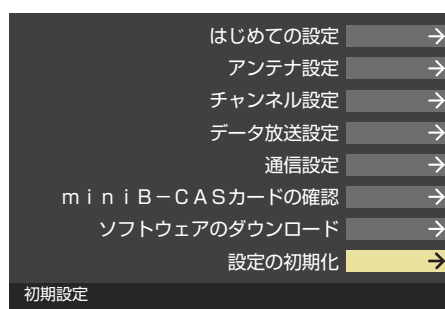 はじめての設定
アンテナ設定
チャンネル設定
データ放送設定
通信設定
ｍｉｎｉＢ－ＣＡＳカードの確認
ソフトウェアのダウンロード
設定の初期化
初期設定